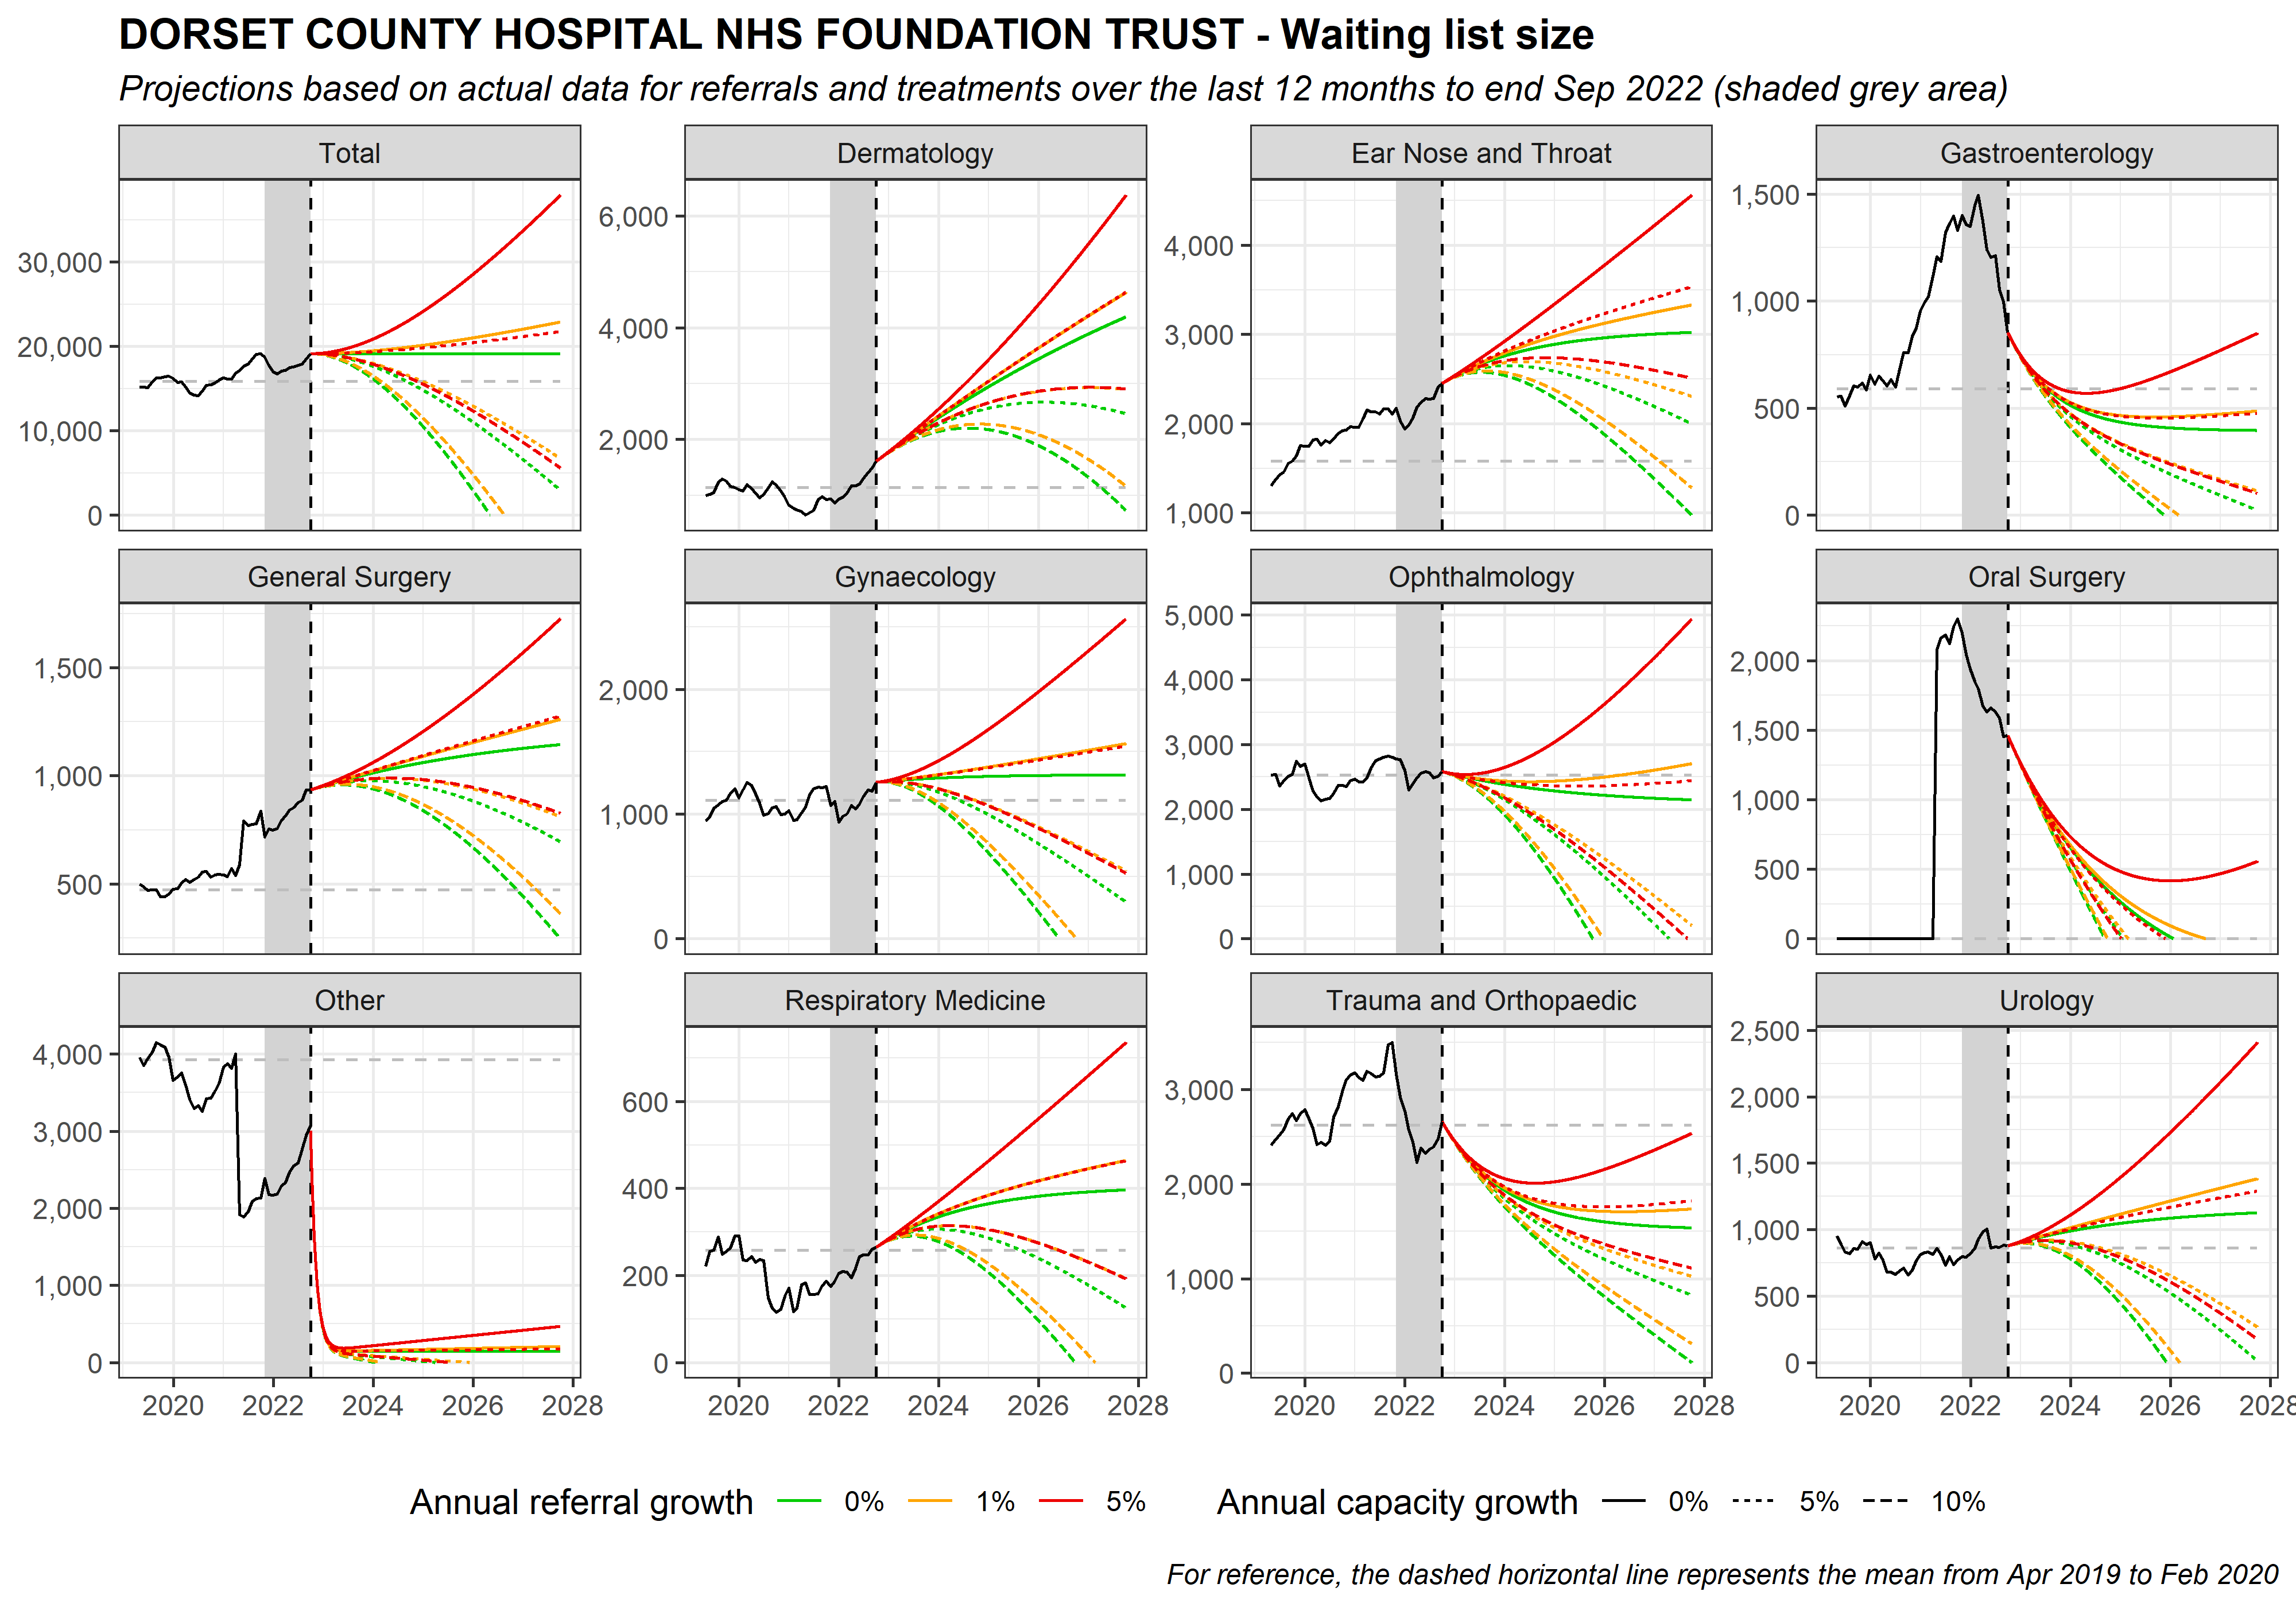 DORSET COUNTY HOSPITAL NHS FOUNDATION TRUST - Waiting list size
Projections based on actual data for referrals and treatments over the last 12 months to end Sep 2022 (shaded grey area)
Total
Dermatology
Ear Nose and Throat
Gastroenterology
30,000
20,000
10,000
0
6,000
4,000
2,000
4,000
3,000
2,000
1,000
1,500
1,000
500
0
General Surgery
Gynaecology
Ophthalmology
Oral Surgery
1,500
1,000
500
2,000
1,000
0
5,000
4,000
3,000
2,000
1,000
0
2,000
1,500
1,000
500
0
Other
Respiratory Medicine
Trauma and Orthopaedic
Urology
4,000
3,000
2,000
1,000
0
600
400
200
0
3,000
2,000
1,000
0
2,500
2,000
1,500
1,000
500
0
2020 2022 2024 2026 2028
2020 2022 2024 2026 2028
2020 2022 2024 2026 2028
2020 2022 2024 2026 2028
Annual referral growth 0% 1% 5%
Annual capacity growth 0% 5% 10%
For reference, the dashed horizontal line represents the mean from Apr 2019 to Feb 2020